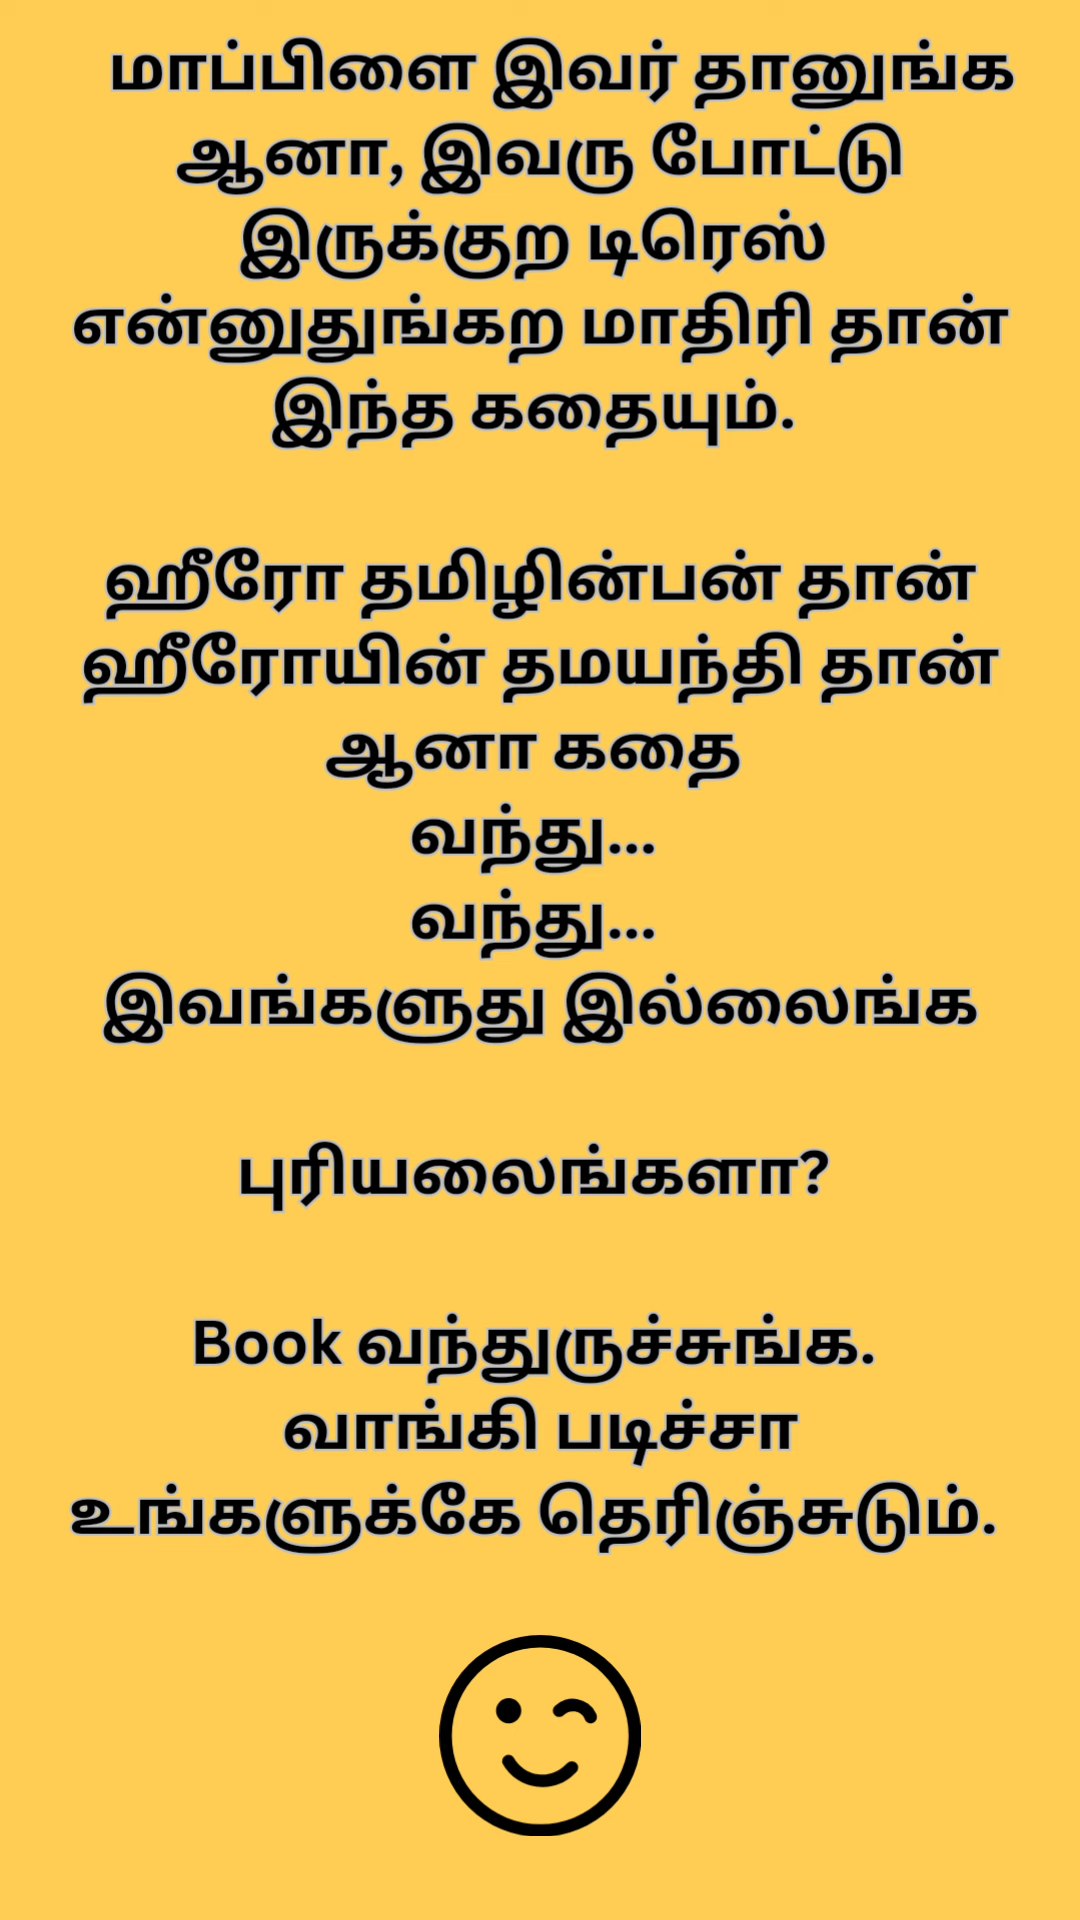 மாப்பிளை இவர் தானுங்க
ஆனா, இவரு போட்டு
இருக்குற டிரெஸ்
என்னுதுங்கற மாதிரி தான்
இந்த கதையும்.
ஹீரோ தமிழின்பன் தான்
ஹீரோயின் தமயந்தி தான்
ஆனா கதை
வந்து...
வந்து...
இவங்களுது இல்லைங்க
புரியலைங்களா?
Book வந்துருச்சுங்க.
வாங்கி படிச்சா
உங்களுக்கே தெரிஞ்சுடும்.